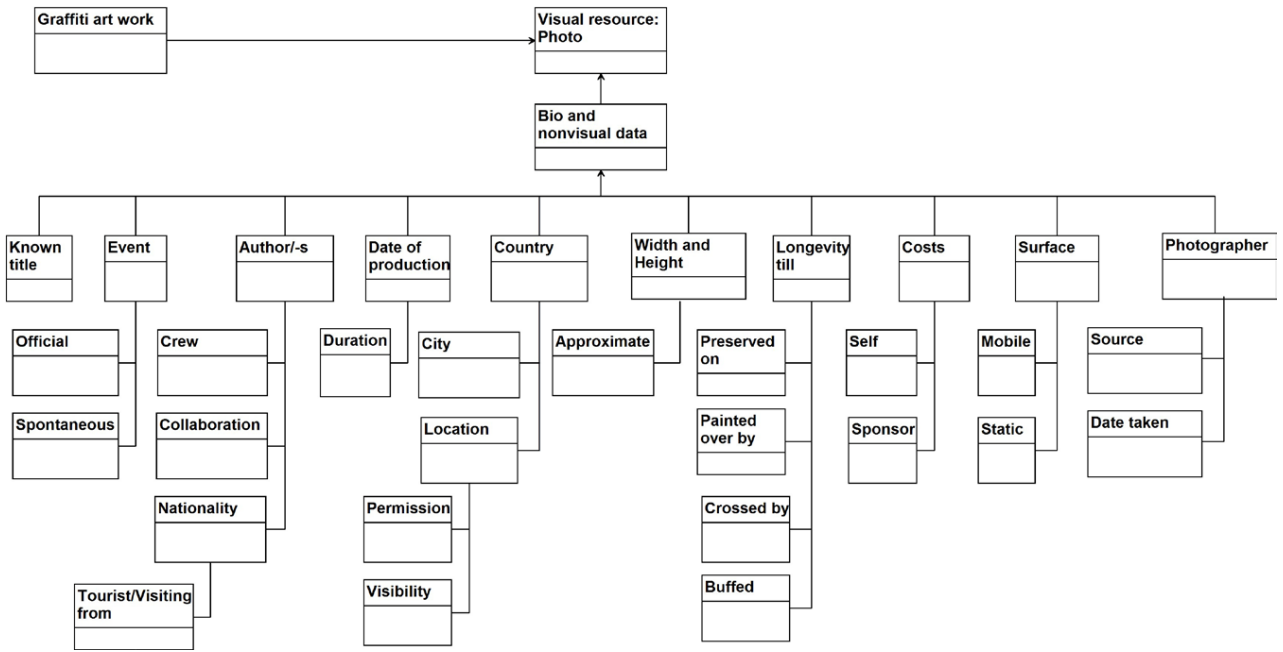 Graffiti art work
Visual resource:
Photo
Bio and
nonvisual data
Known
title
Event
Author/-s
Date of
production
Country
Width and
Height
Longevity
till
Costs
Surface
Photographer
Official
Crew
Duration
City
Approximate
Preserved
on
Self
Mobile
Source
Spontaneous
Collaboration
Location
Painted
over by
Sponsor
Static
Date taken
Nationality
Permission
Crossed by
Tourist/Visiting
from
Visibility
Buffed